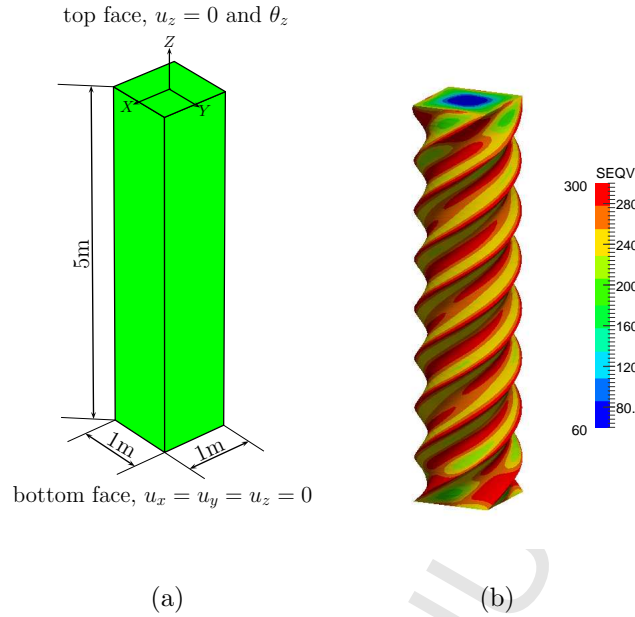 top face, $u_z = 0$ and $\theta_z$
Z
X
Y
5m
1m
1m
bottom face, $u_x = u_y = u_z = 0$
(a)
SEQV
300
280
240
200
160
120
80.
60
(b)